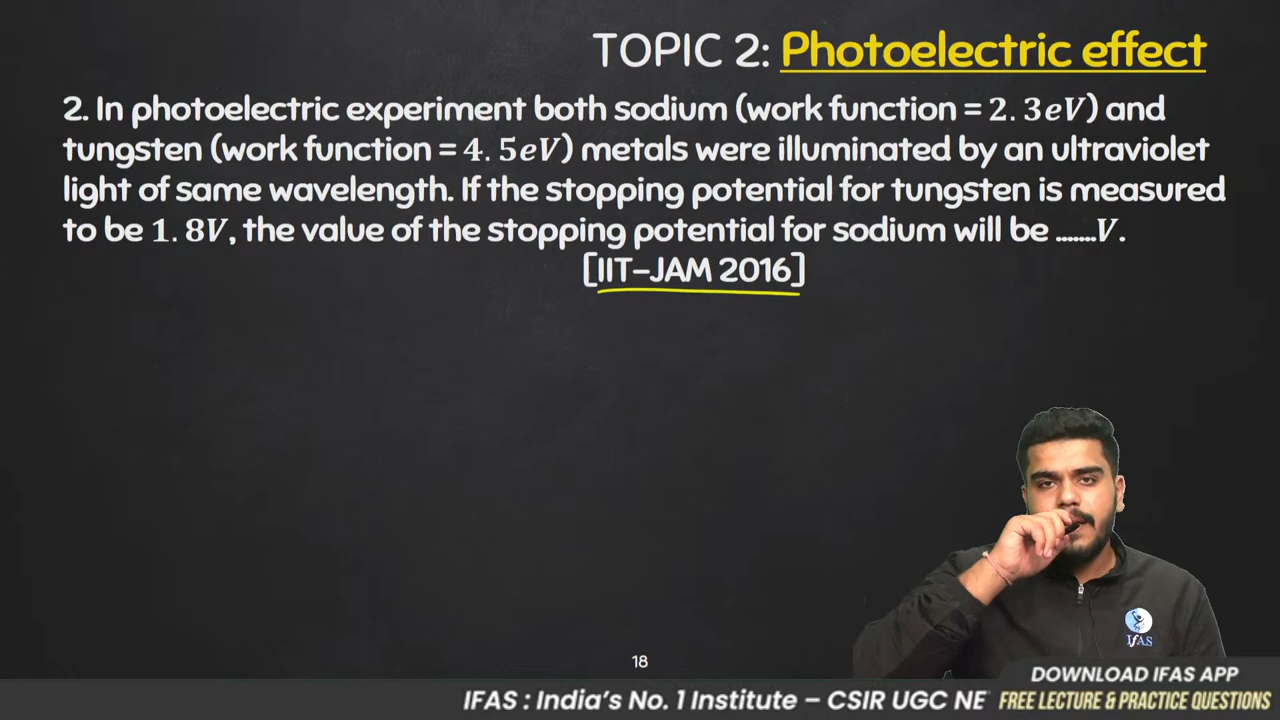 TOPIC 2: Photoelectric effect
2. In photoelectric experiment both sodium (work function = 2.3eV) and
tungsten (work function = 4.5eV) metals were illuminated by an ultraviolet
light of same wavelength. If the stopping potential for tungsten is measured
to be 1.8V, the value of the stopping potential for sodium will be .......V.
[IIT-JAM 2016]
IfAS
18
DOWNLOAD IFAS APP
IFAS : India's No. 1 Institute – CSIR UGC NE
FREE LECTURE & PRACTICE QUESTIONS